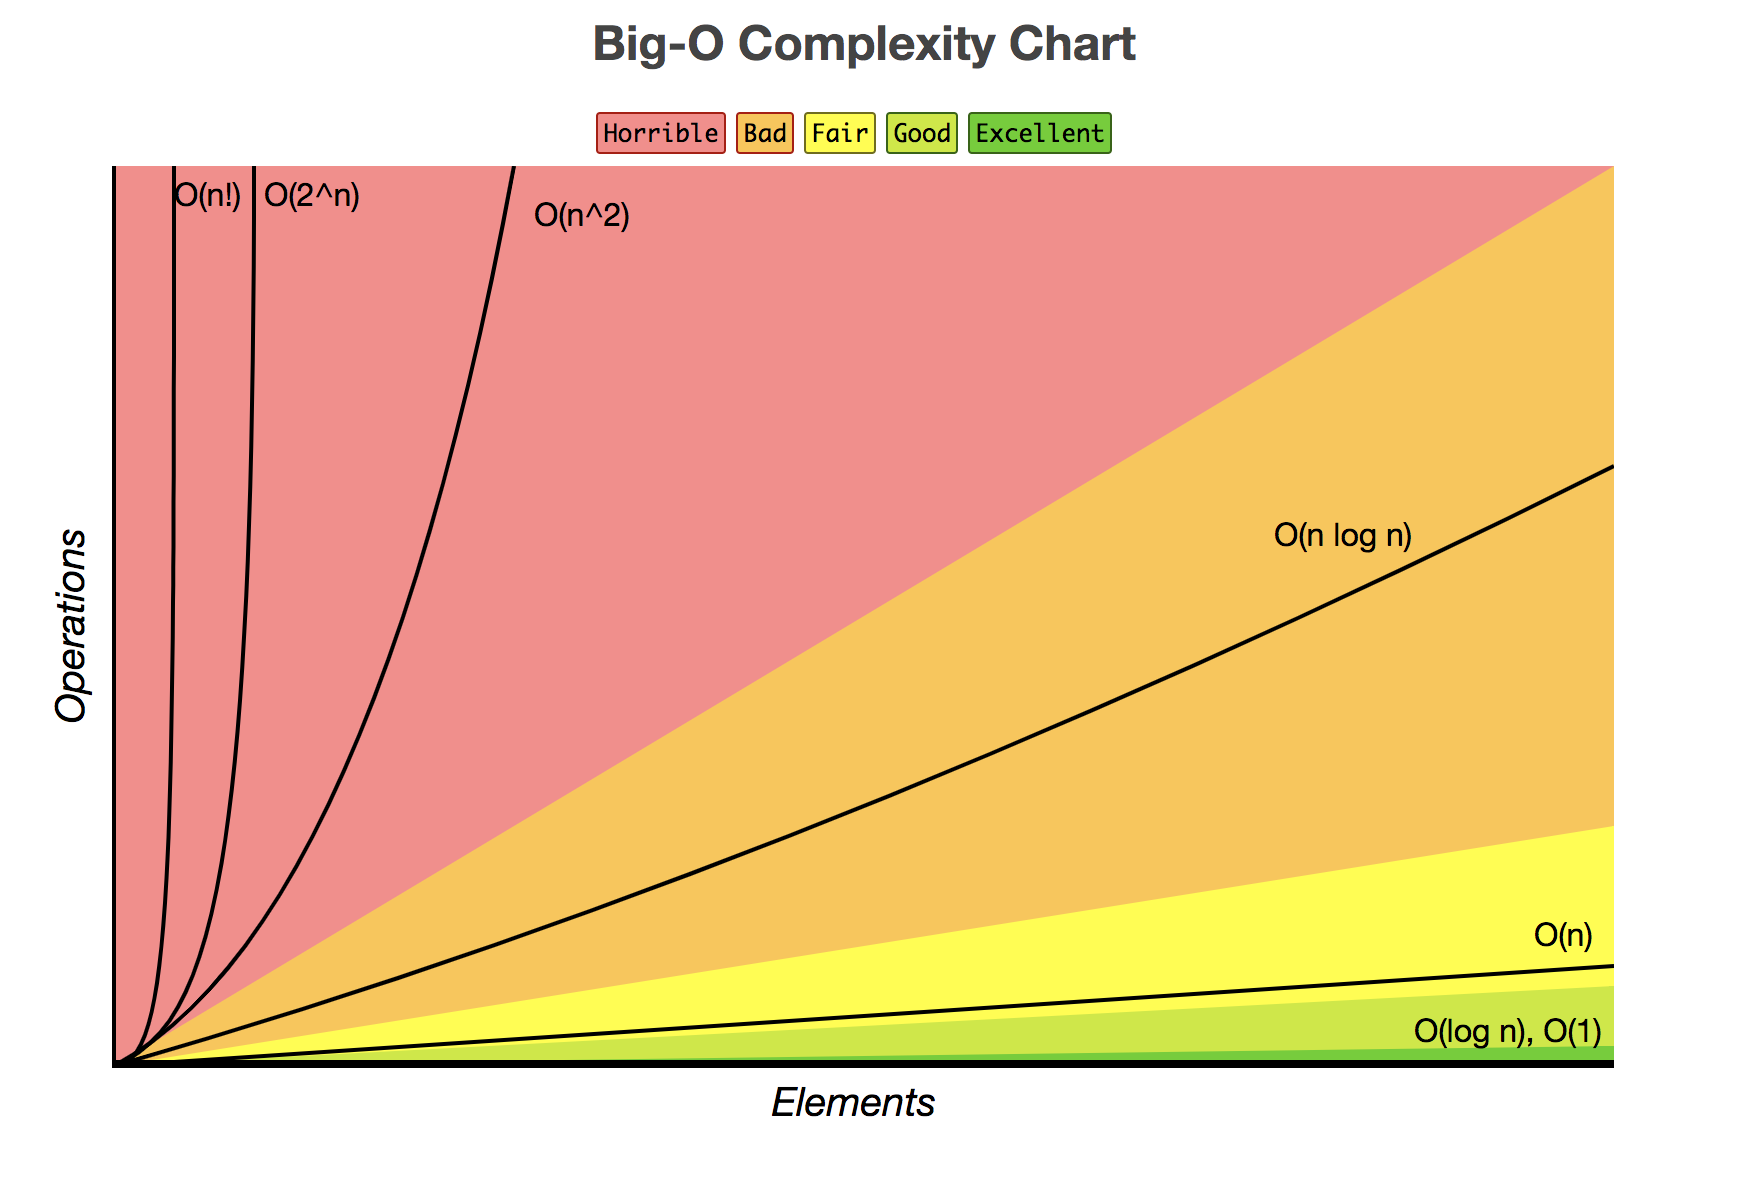 Big-O Complexity Chart
Horrible Bad Fair Good Excellent
O(n!) O(2^n)
O(n^2)
O(n log n)
Operations
O(n)
O(log n), O(1)
Elements